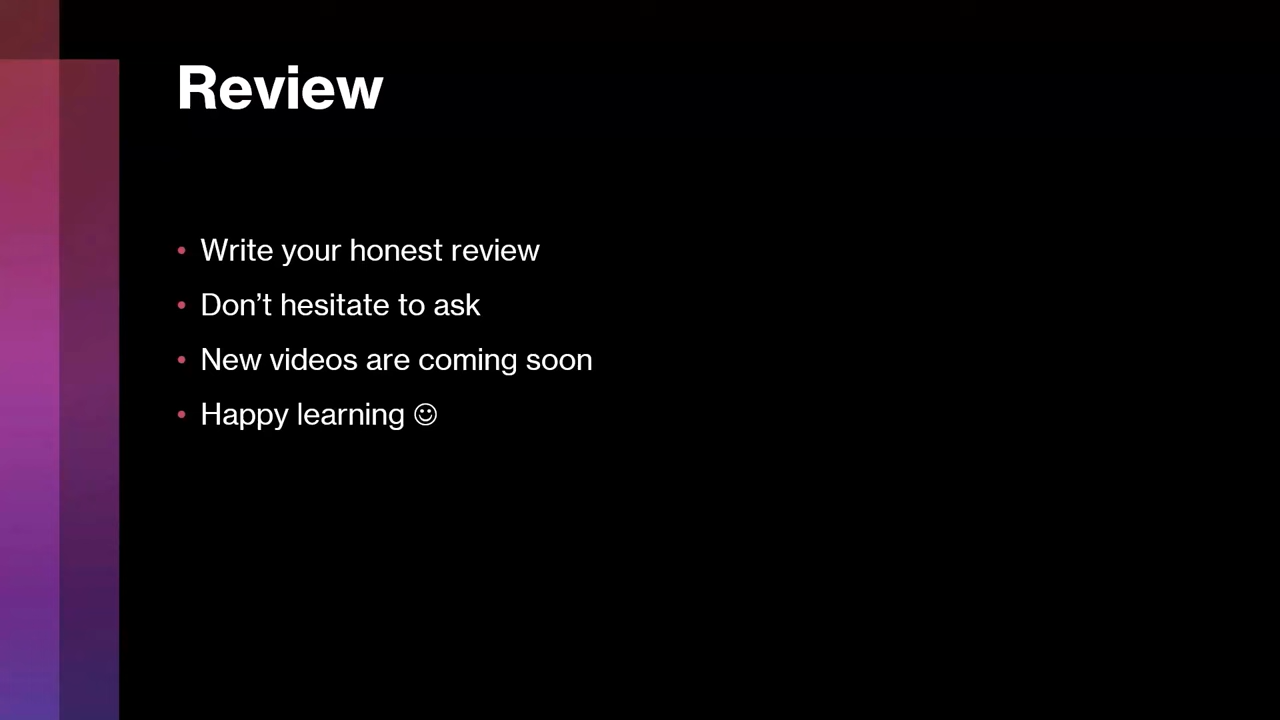 Review
• Write your honest review
• Don’t hesitate to ask
• New videos are coming soon
• Happy learning ☺